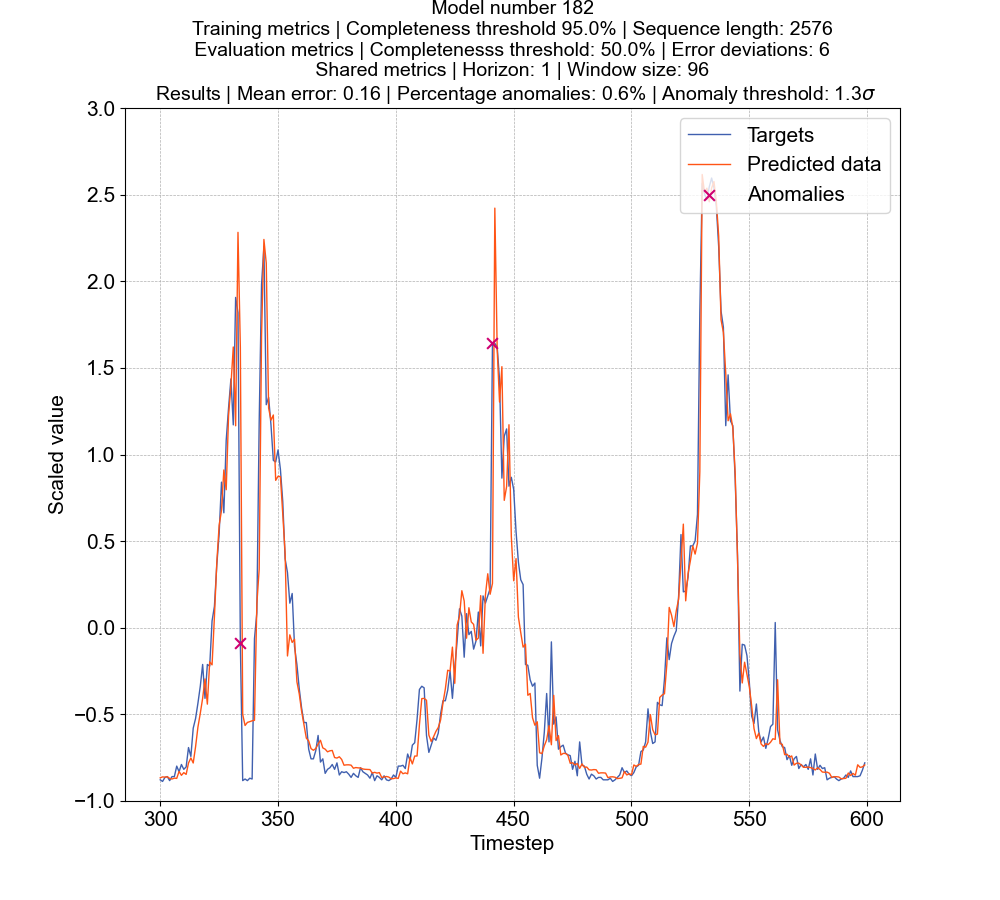 Model number 182
Training metrics | Completeness threshold 95.0% | Sequence length: 2576
Evaluation metrics | Completenesss threshold: 50.0% | Error deviations: 6
Shared metrics | Horizon: 1 | Window size: 96
Results | Mean error: 0.16 | Percentage anomalies: 0.6% | Anomaly threshold: 1.3σ
3.0
2.5
2.0
1.5
1.0
0.5
0.0
−0.5
−1.0
Scaled value
Targets
Predicted data
Anomalies
300 350 400 450 500 550 600
Timestep